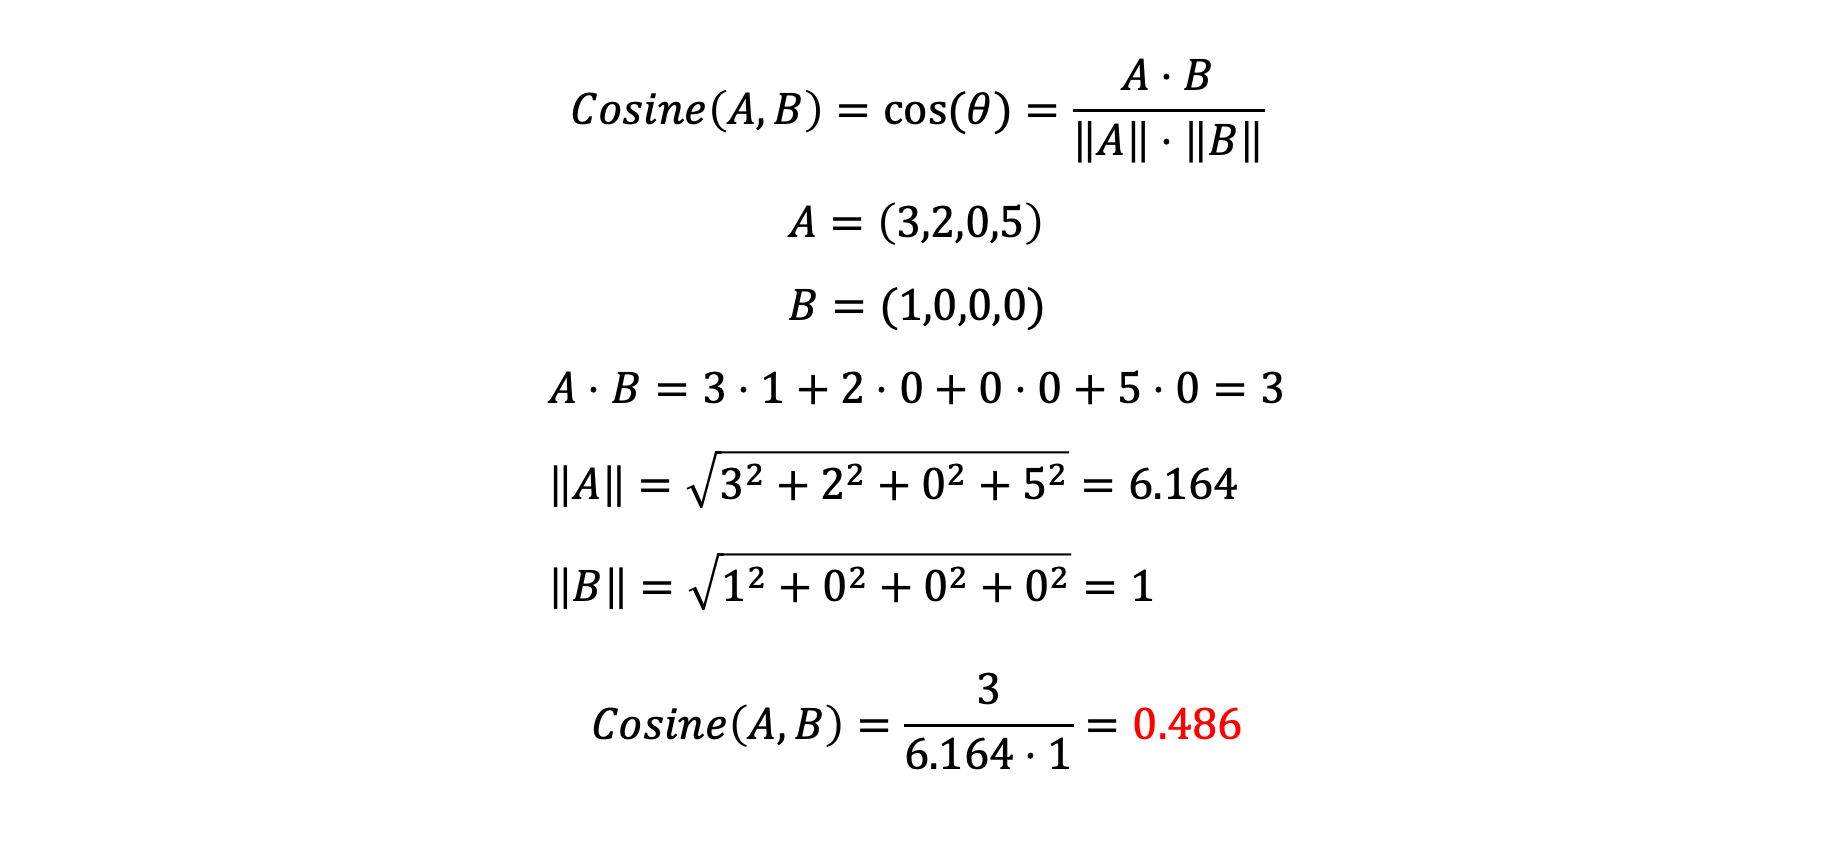 Cosine(A, B) = cos(θ) = A · B / ‖A‖ · ‖B‖
A = (3,2,0,5)
B = (1,0,0,0)
A · B = 3 · 1 + 2 · 0 + 0 · 0 + 5 · 0 = 3
‖A‖ = √3² + 2² + 0² + 5² = 6.164
‖B‖ = √1² + 0² + 0² + 0² = 1
Cosine(A, B) = 3 / 6.164 · 1 = 0.486